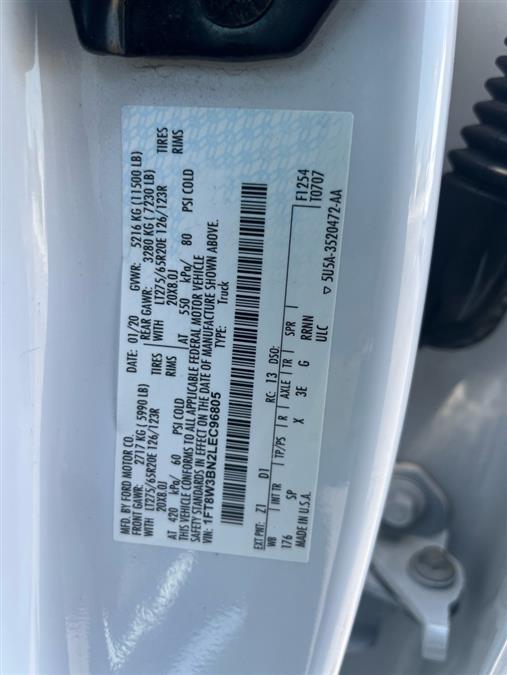 MFD. BY FORD MOTOR CO.    DATE: 01/20    GVWR: 5216 KG (11500 LB)
FRONT GAWR: 2717 KG ( 5990 LB)    REAR GAWR: 3280 KG ( 7230 LB)
WITH LT275/65R20E 126/123R TIRES    WITH LT275/65R20E 126/123R TIRES
20X8.0J RIMS    20X8.0J RIMS
AT 420 kPa/ 60 PSI COLD    AT 550 kPa/ 80 PSI COLD
THIS VEHICLE CONFORMS TO ALL APPLICABLE FEDERAL MOTOR VEHICLE
SAFETY STANDARDS IN EFFECT ON THE DATE OF MANUFACTURE SHOWN ABOVE.
VIN: 1FT8W3BN2LEC96805    TYPE: Truck
EXT PNT: Z1 D1    RC: 13 DSO:    F1254
WB INT TR TP/PS R AXLE TR SPR    T0707
176 SP X 3E G RRNN
MADE IN U.S.A. ULC    ▽ 5U5A-3520472-AA